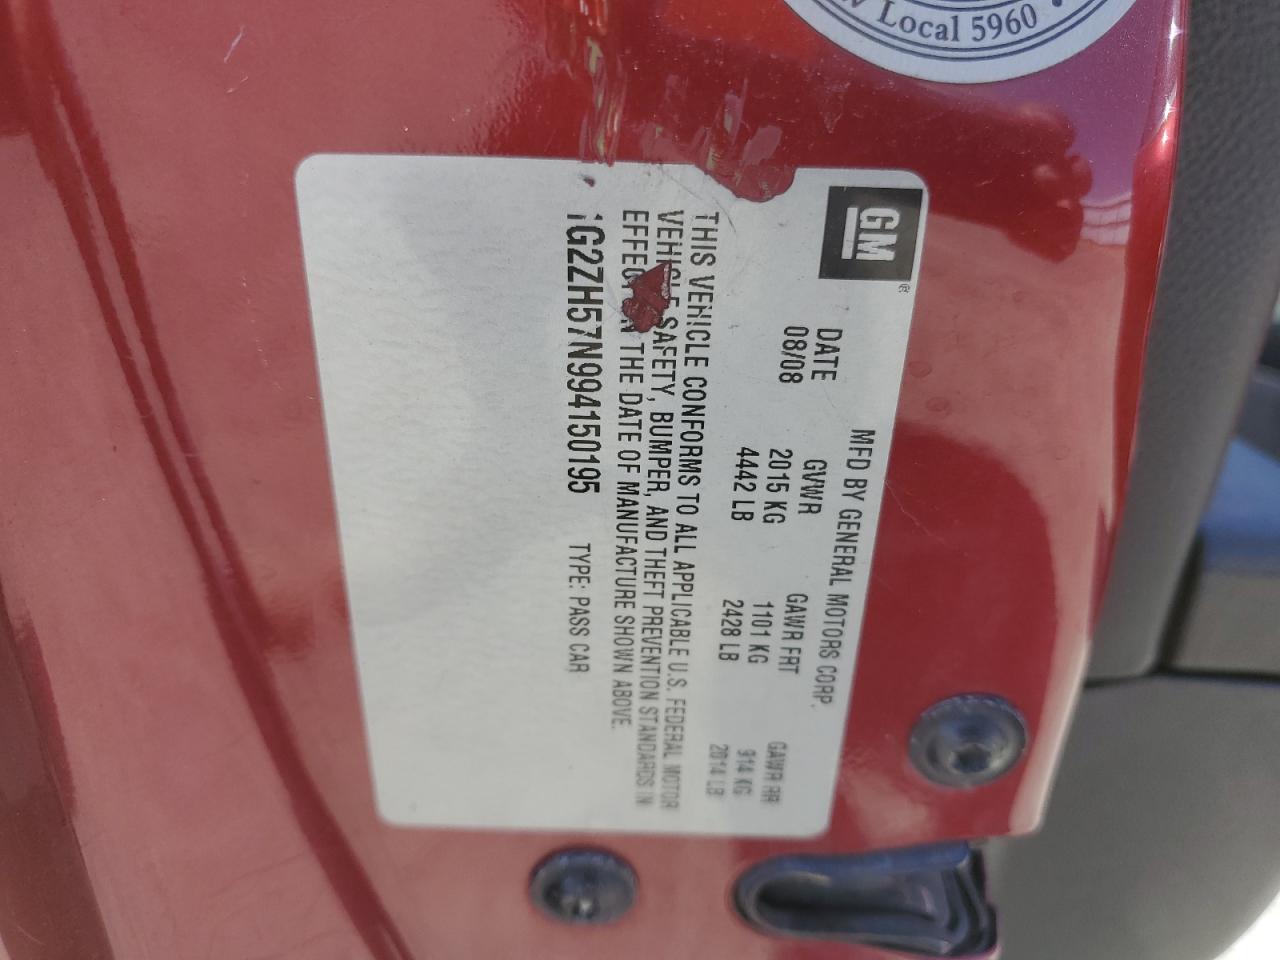 Local 5960
GM
MFD BY GENERAL MOTORS CORP.
DATE GVWR GAWR FRT GAWR RR
08/08 2015 KG 1101 KG 914 KG
4442 LB 2428 LB 2014 LB
THIS VEHICLE CONFORMS TO ALL APPLICABLE U.S. FEDERAL MOTOR
VEHICLE SAFETY, BUMPER, AND THEFT PREVENTION STANDARDS IN
EFFECT THE DATE OF MANUFACTURE SHOWN ABOVE.
1G2ZH57N994150195 TYPE: PASS CAR